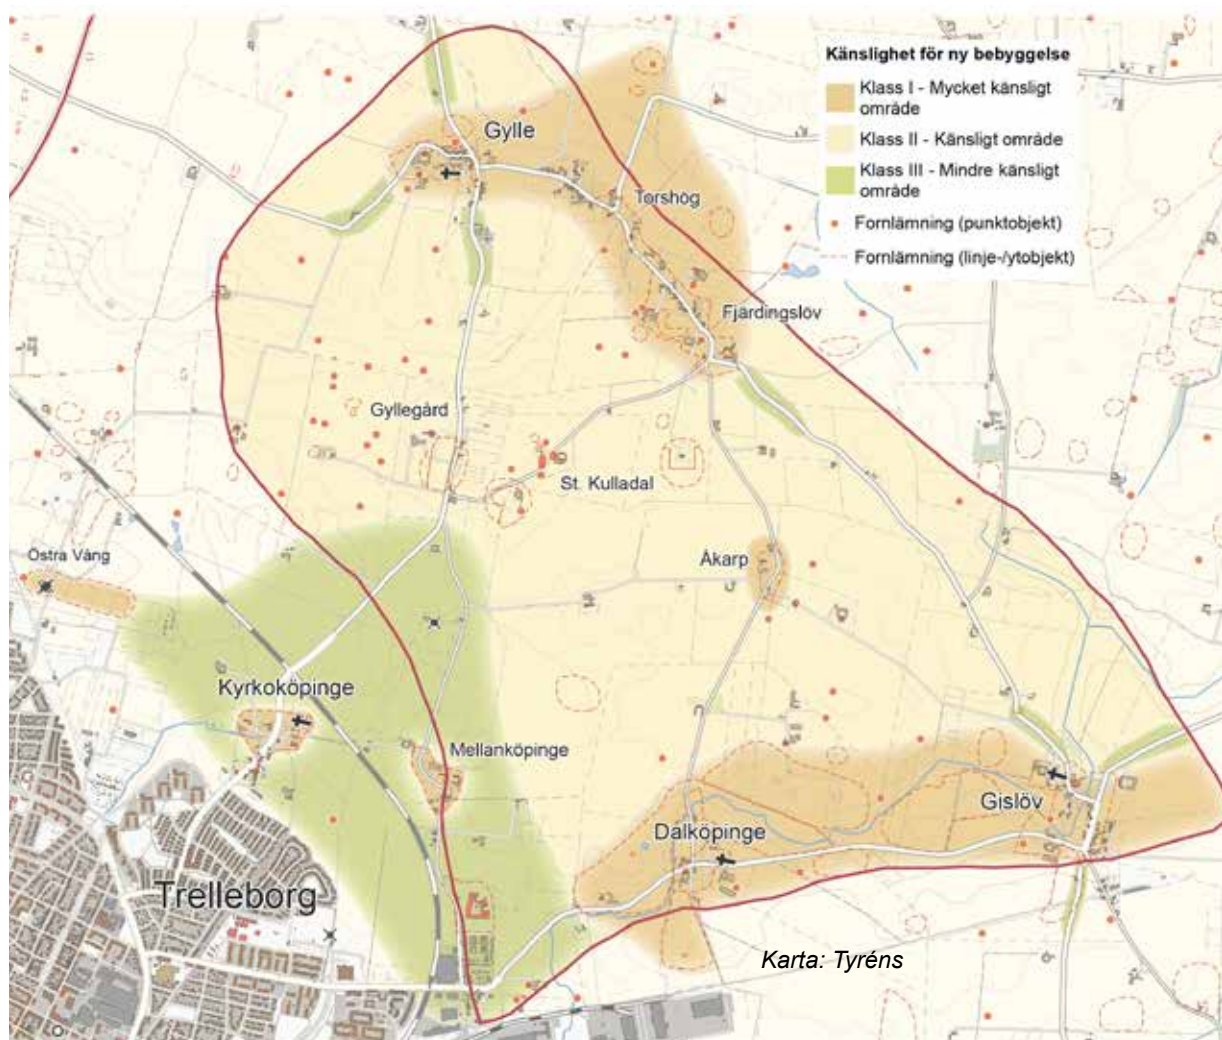 Känslighet för ny bebyggelse
Klass I - Mycket känsligt
område
Klass II - Känsligt område
Klass III - Mindre känsligt
område
Fornlämning (punktobjekt)
Fornlämning (linje-/ytobjekt)
Gylle
Torshög
Fjärdingslöv
Gyllegård
St. Kulladal
Östra Vång
Åkarp
Kyrkoköpinge
Mellanköpinge
Gislöv
Dalköpinge
Trelleborg
Karta: Tyréns